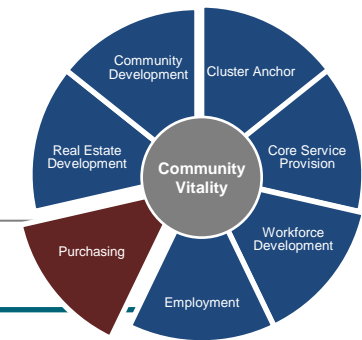 Community
Development
Cluster Anchor
Real Estate
Development
Core Service
Provision
Community
Vitality
Workforce
Development
Purchasing
Employment